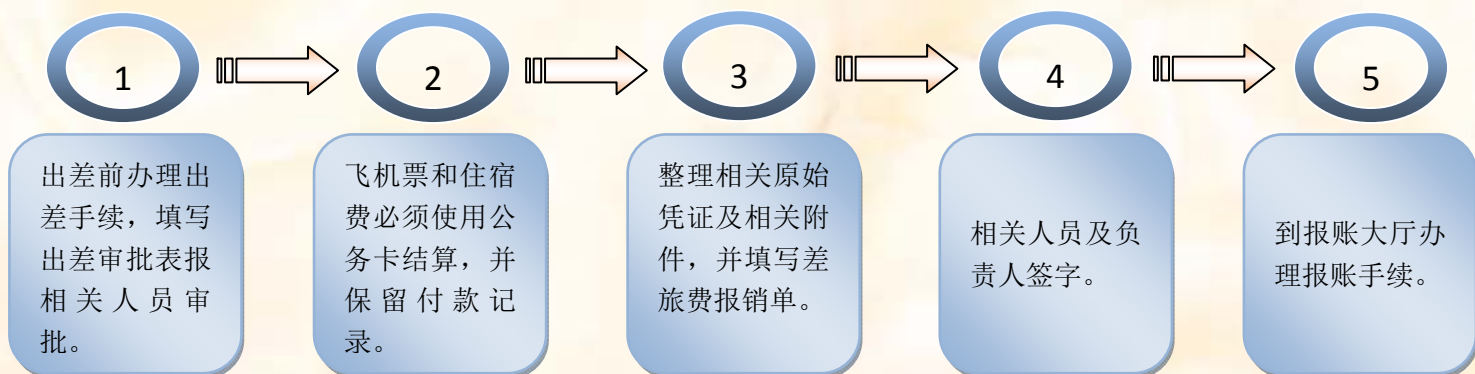 1
2
3
4
5
出差前办理出
差手续，填写
出差审批表报
相关人员审
批。
飞机票和住宿
费必须使用公
务卡结算，并
保留付款记
录。
整理相关原始
凭证及相关附
件，并填写差
旅费报销单。
相关人员及负
责人签字。
到报账大厅办
理报账手续。